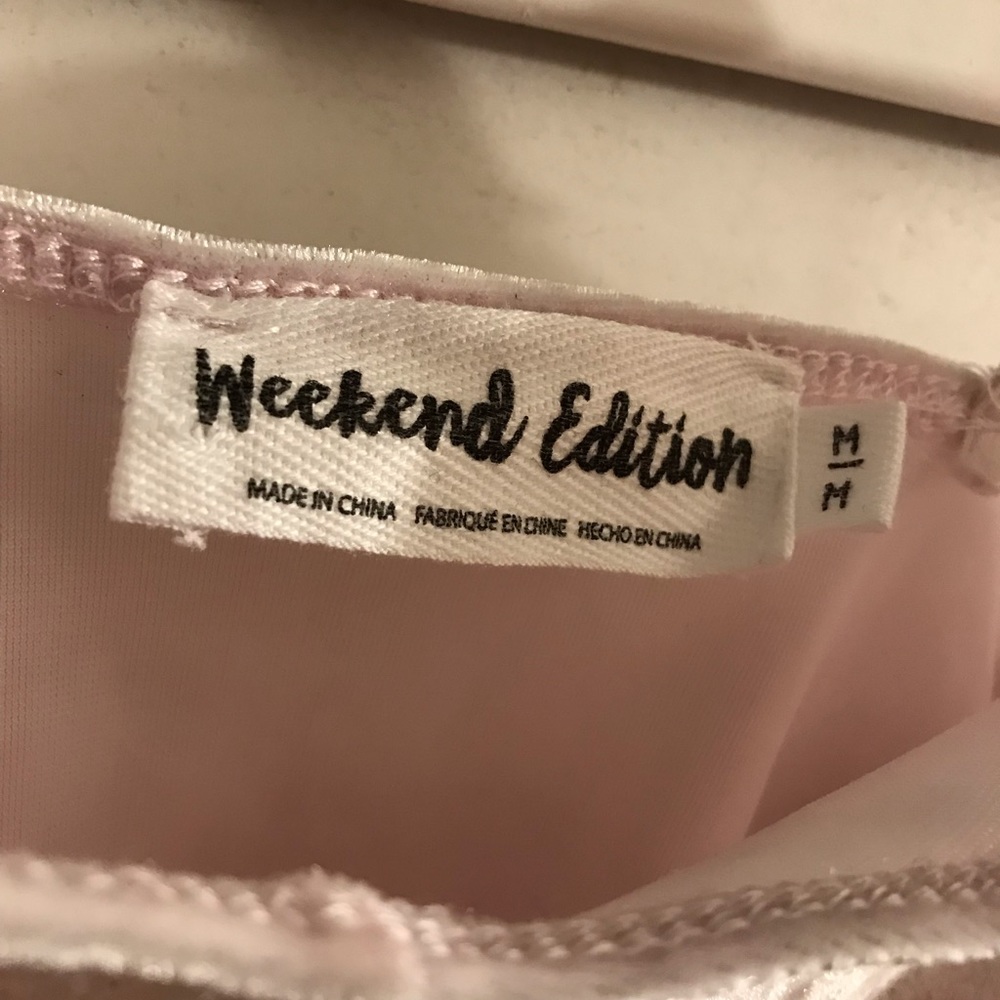 Weekend Edition
MADE IN CHINA FABRIQUÉ EN CHINE HECHO EN CHINA
M
M